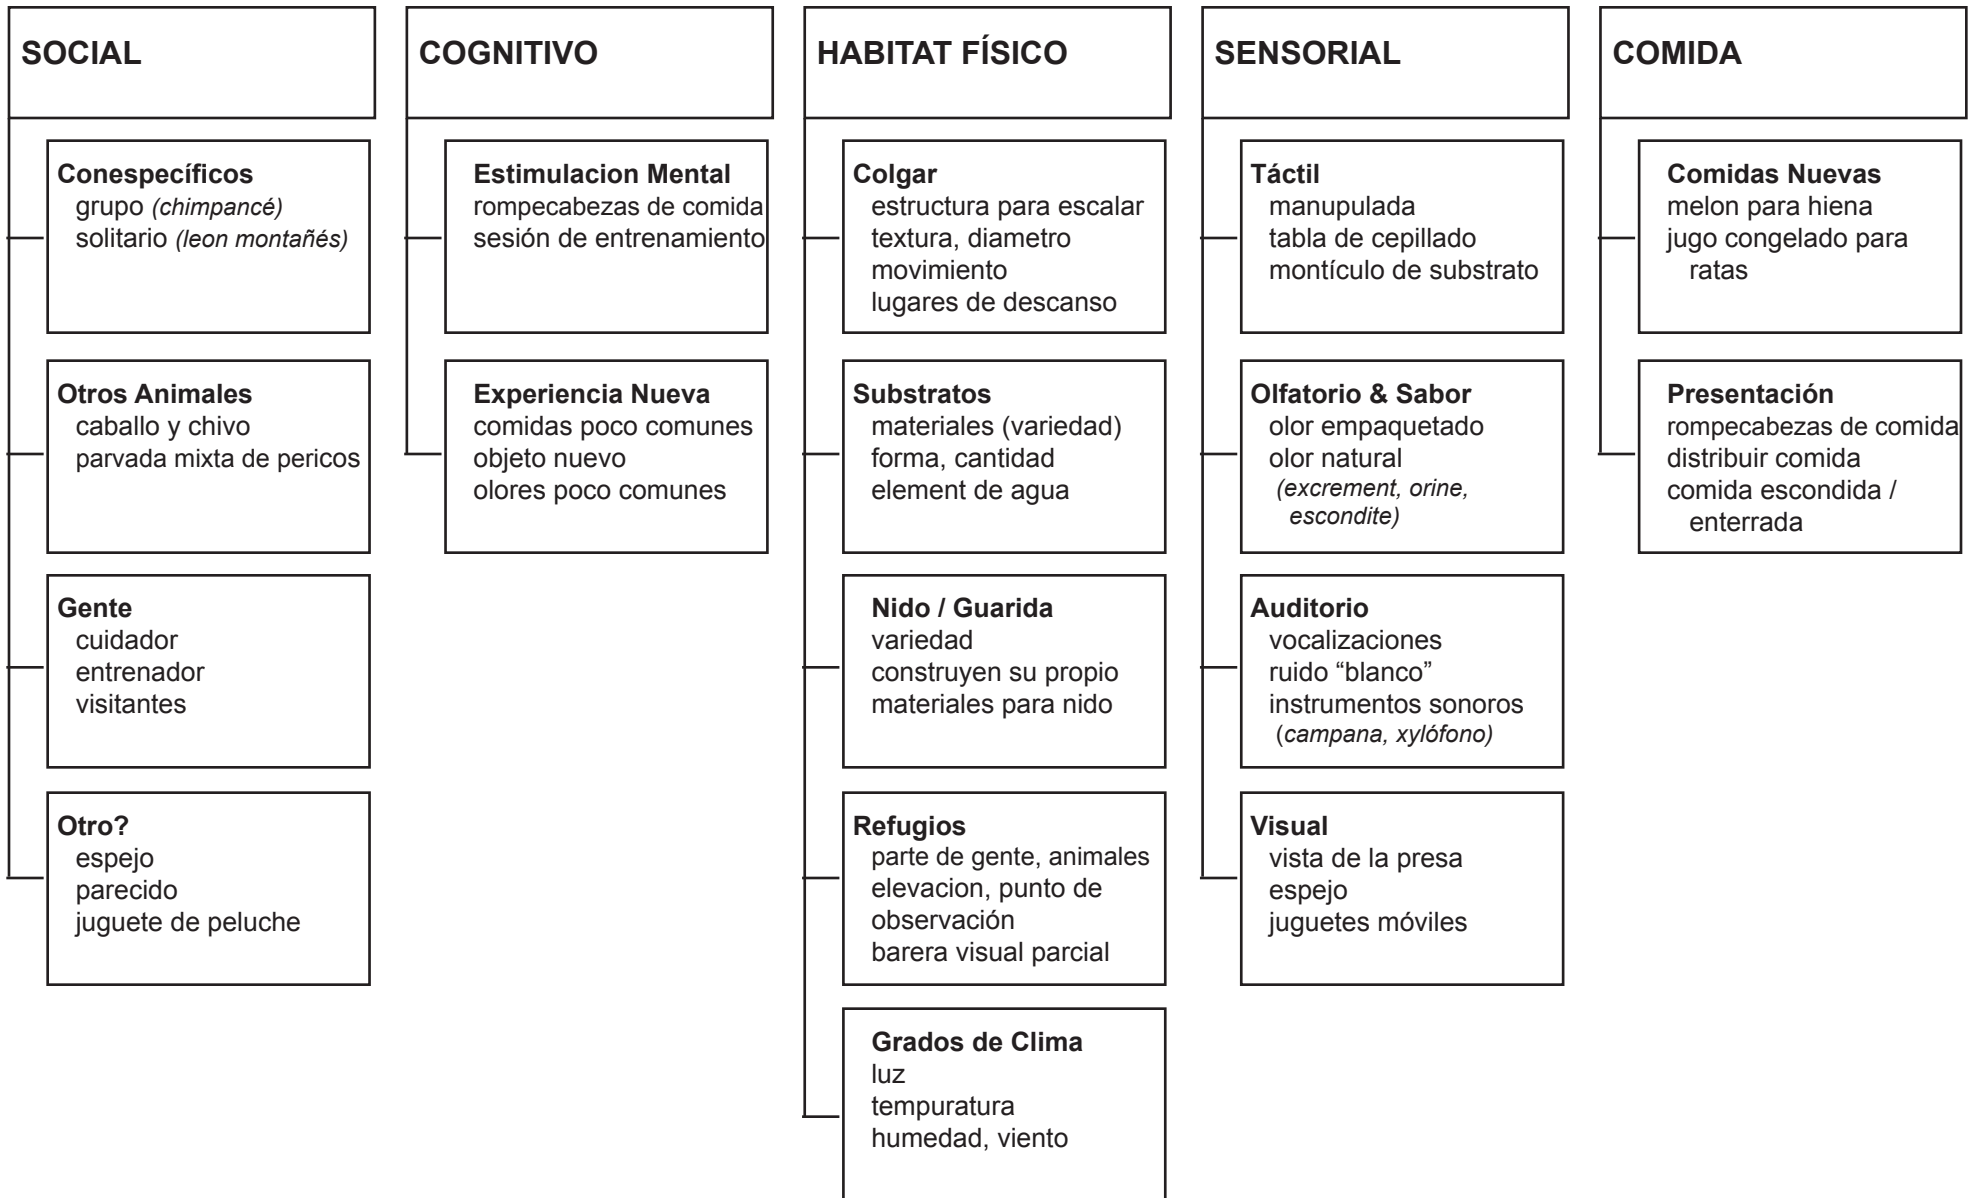 SOCIAL
Conespecíficos
grupo (chimpancé)
solitario (leon montañés)
Otros Animales
caballo y chivo
parvada mixta de pericos
Gente
cuidador
entrenador
visitantes
Otro?
espejo
parecido
juguete de peluche
COGNITIVO
Estimulacion Mental
rompecabezas de comida
sesión de entrenamiento
Experiencia Nueva
comidas poco comunes
objeto nuevo
olores poco comunes
HABITAT FÍSICO
Colgar
estructura para escalar
textura, diametro
movimiento
lugares de descanso
Substratos
materiales (variedad)
forma, cantidad
element de agua
Nido / Guarida
variedad
construyen su propio
materiales para nido
Refugios
parte de gente, animales
elevacion, punto de
observación
barera visual parcial
Grados de Clima
luz
tempuratura
humedad, viento
SENSORIAL
Táctil
manupulada
tabla de cepillado
montículo de substrato
Olfatorio & Sabor
olor empaquetado
olor natural
(excrement, orine,
escondite)
Auditorio
vocalizaciones
ruido “blanco”
instrumentos sonoros
(campana, xylófono)
Visual
vista de la presa
espejo
juguetes móviles
COMIDA
Comidas Nuevas
melon para hiena
jugo congelado para
ratas
Presentación
rompecabezas de comida
distribuir comida
comida escondida /
enterrada